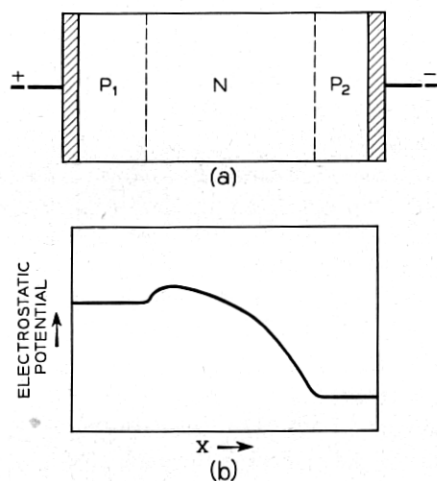 + P₁ N P₂ −
(a)
ELECTROSTATIC
POTENTIAL →
X →
(b)